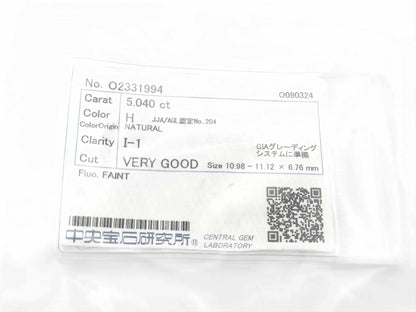 No. O2331994 O090324
Carat 5.040 ct
Color H JJA/AGL認定No.204
ColorOrigin NATURAL
Clarity I-1 GIAグレーディング
システムに準拠
Cut VERY GOOD Size 10.98 - 11.12 × 6.76 mm
Fluo. FAINT
中央宝石研究所® CENTRAL GEM
LABORATORY